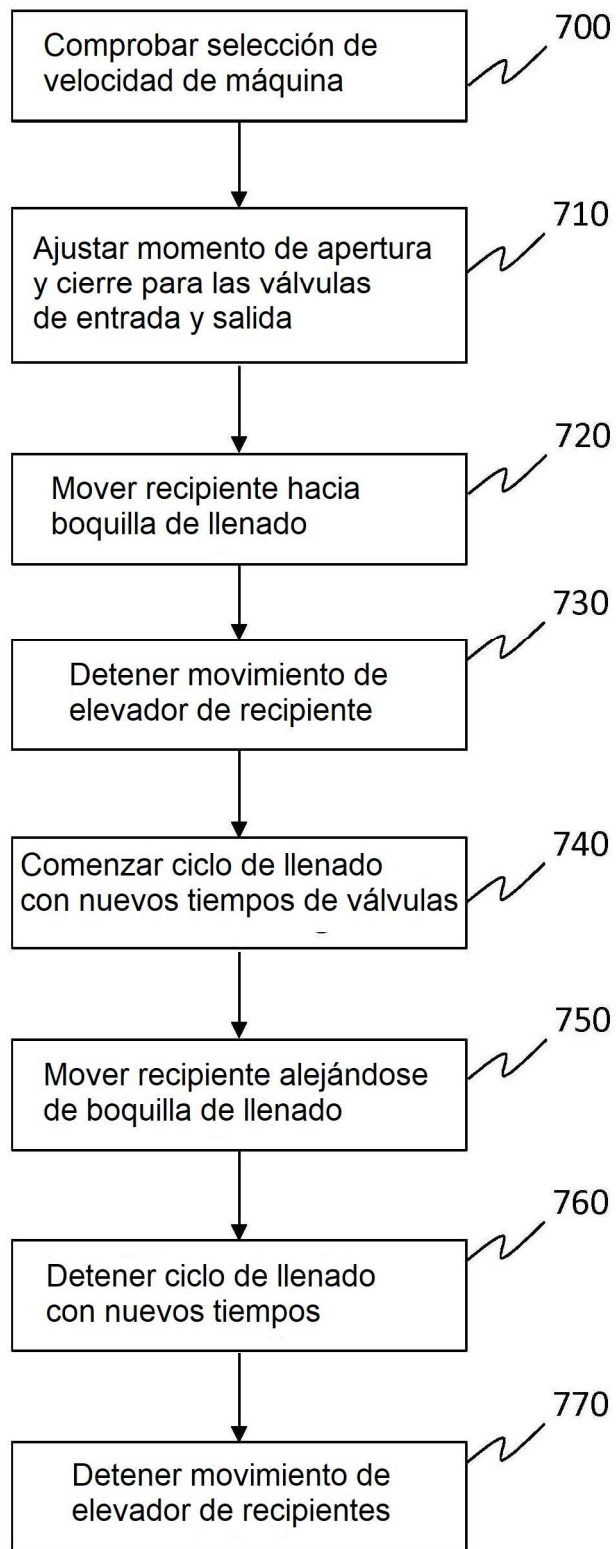 700
Comprobar selección de
velocidad de máquina
710
Ajustar momento de apertura
y cierre para las válvulas
de entrada y salida
720
Mover recipiente hacia
boquilla de llenado
730
Detener movimiento de
elevador de recipiente
740
Comenzar ciclo de llenado
con nuevos tiempos de válvulas
750
Mover recipiente alejándose
de boquilla de llenado
760
Detener ciclo de llenado
con nuevos tiempos
770
Detener movimiento de
elevador de recipientes